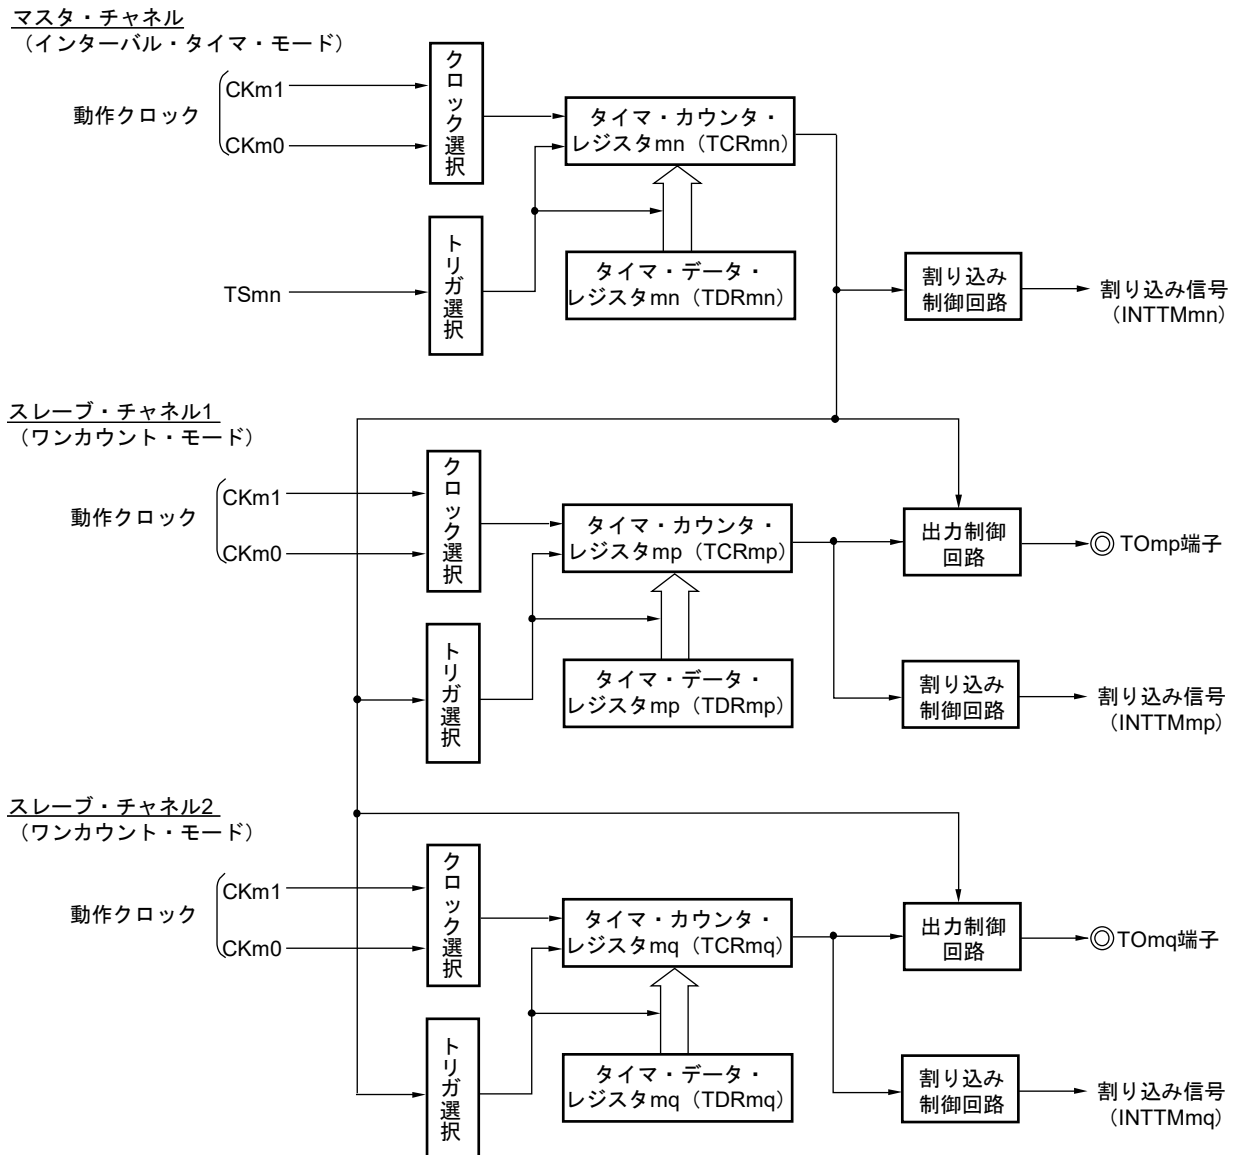 マスタ・チャネル
（インターバル・タイマ・モード）
動作クロック
CKm1
CKm0
クロック選択
タイマ・カウンタ・
レジスタmn（TCRmn）
TSmn
トリガ選択
タイマ・データ・
レジスタmn（TDRmn）
割り込み
制御回路
割り込み信号
（INTTMmn）
スレーブ・チャネル1
（ワンカウント・モード）
動作クロック
CKm1
CKm0
クロック選択
タイマ・カウンタ・
レジスタmp（TCRmp）
出力制御
回路
TOmp端子
トリガ選択
タイマ・データ・
レジスタmp（TDRmp）
割り込み
制御回路
割り込み信号
（INTTMmp）
スレーブ・チャネル2
（ワンカウント・モード）
動作クロック
CKm1
CKm0
クロック選択
タイマ・カウンタ・
レジスタmq（TCRmq）
出力制御
回路
TOmq端子
トリガ選択
タイマ・データ・
レジスタmq（TDRmq）
割り込み
制御回路
割り込み信号
（INTTMmq）